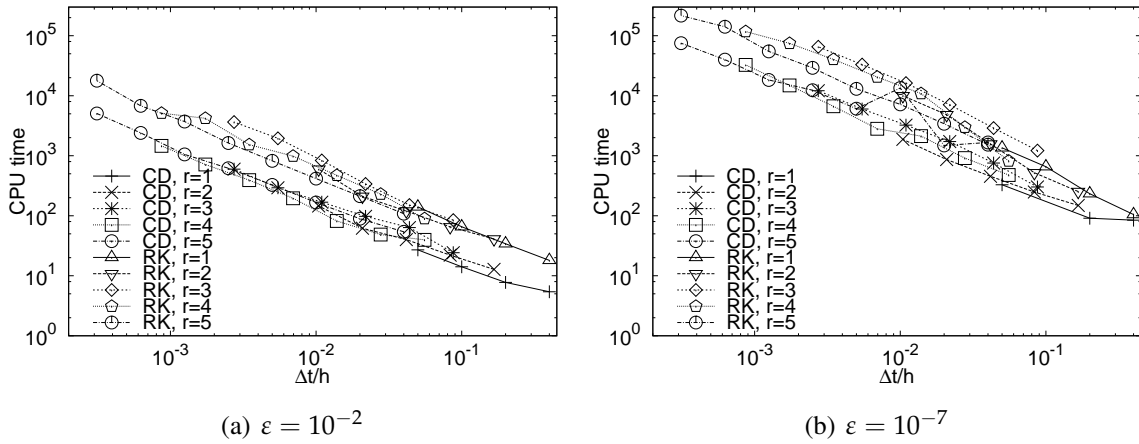 CPU time
10^5
10^4
10^3
10^2
10^1
10^0
CD, r=1
CD, r=2
CD, r=3
CD, r=4
CD, r=5
RK, r=1
RK, r=2
RK, r=3
RK, r=4
RK, r=5
10^-3
10^-2
10^-1
Δt/h
(a) ε = 10^−2
CPU time
10^5
10^4
10^3
10^2
10^1
10^0
CD, r=1
CD, r=2
CD, r=3
CD, r=4
CD, r=5
RK, r=1
RK, r=2
RK, r=3
RK, r=4
RK, r=5
10^-3
10^-2
10^-1
Δt/h
(b) ε = 10^−7